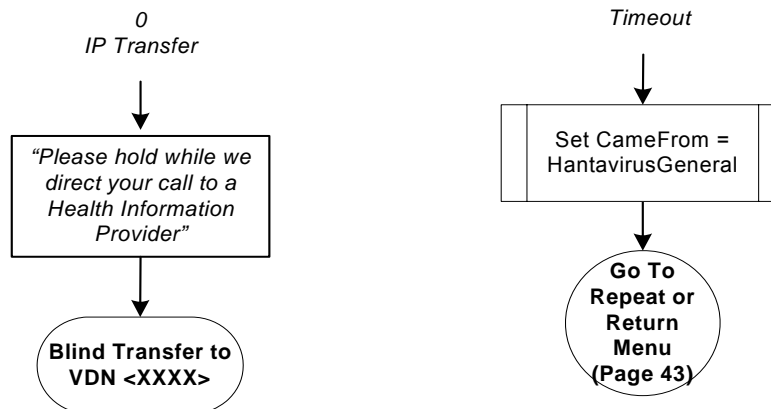 0
IP Transfer
“Please hold while we
direct your call to a
Health Information
Provider”
Blind Transfer to
VDN <XXXX>
Timeout
Set CameFrom =
HantavirusGeneral
Go To
Repeat or
Return
Menu
(Page 43)